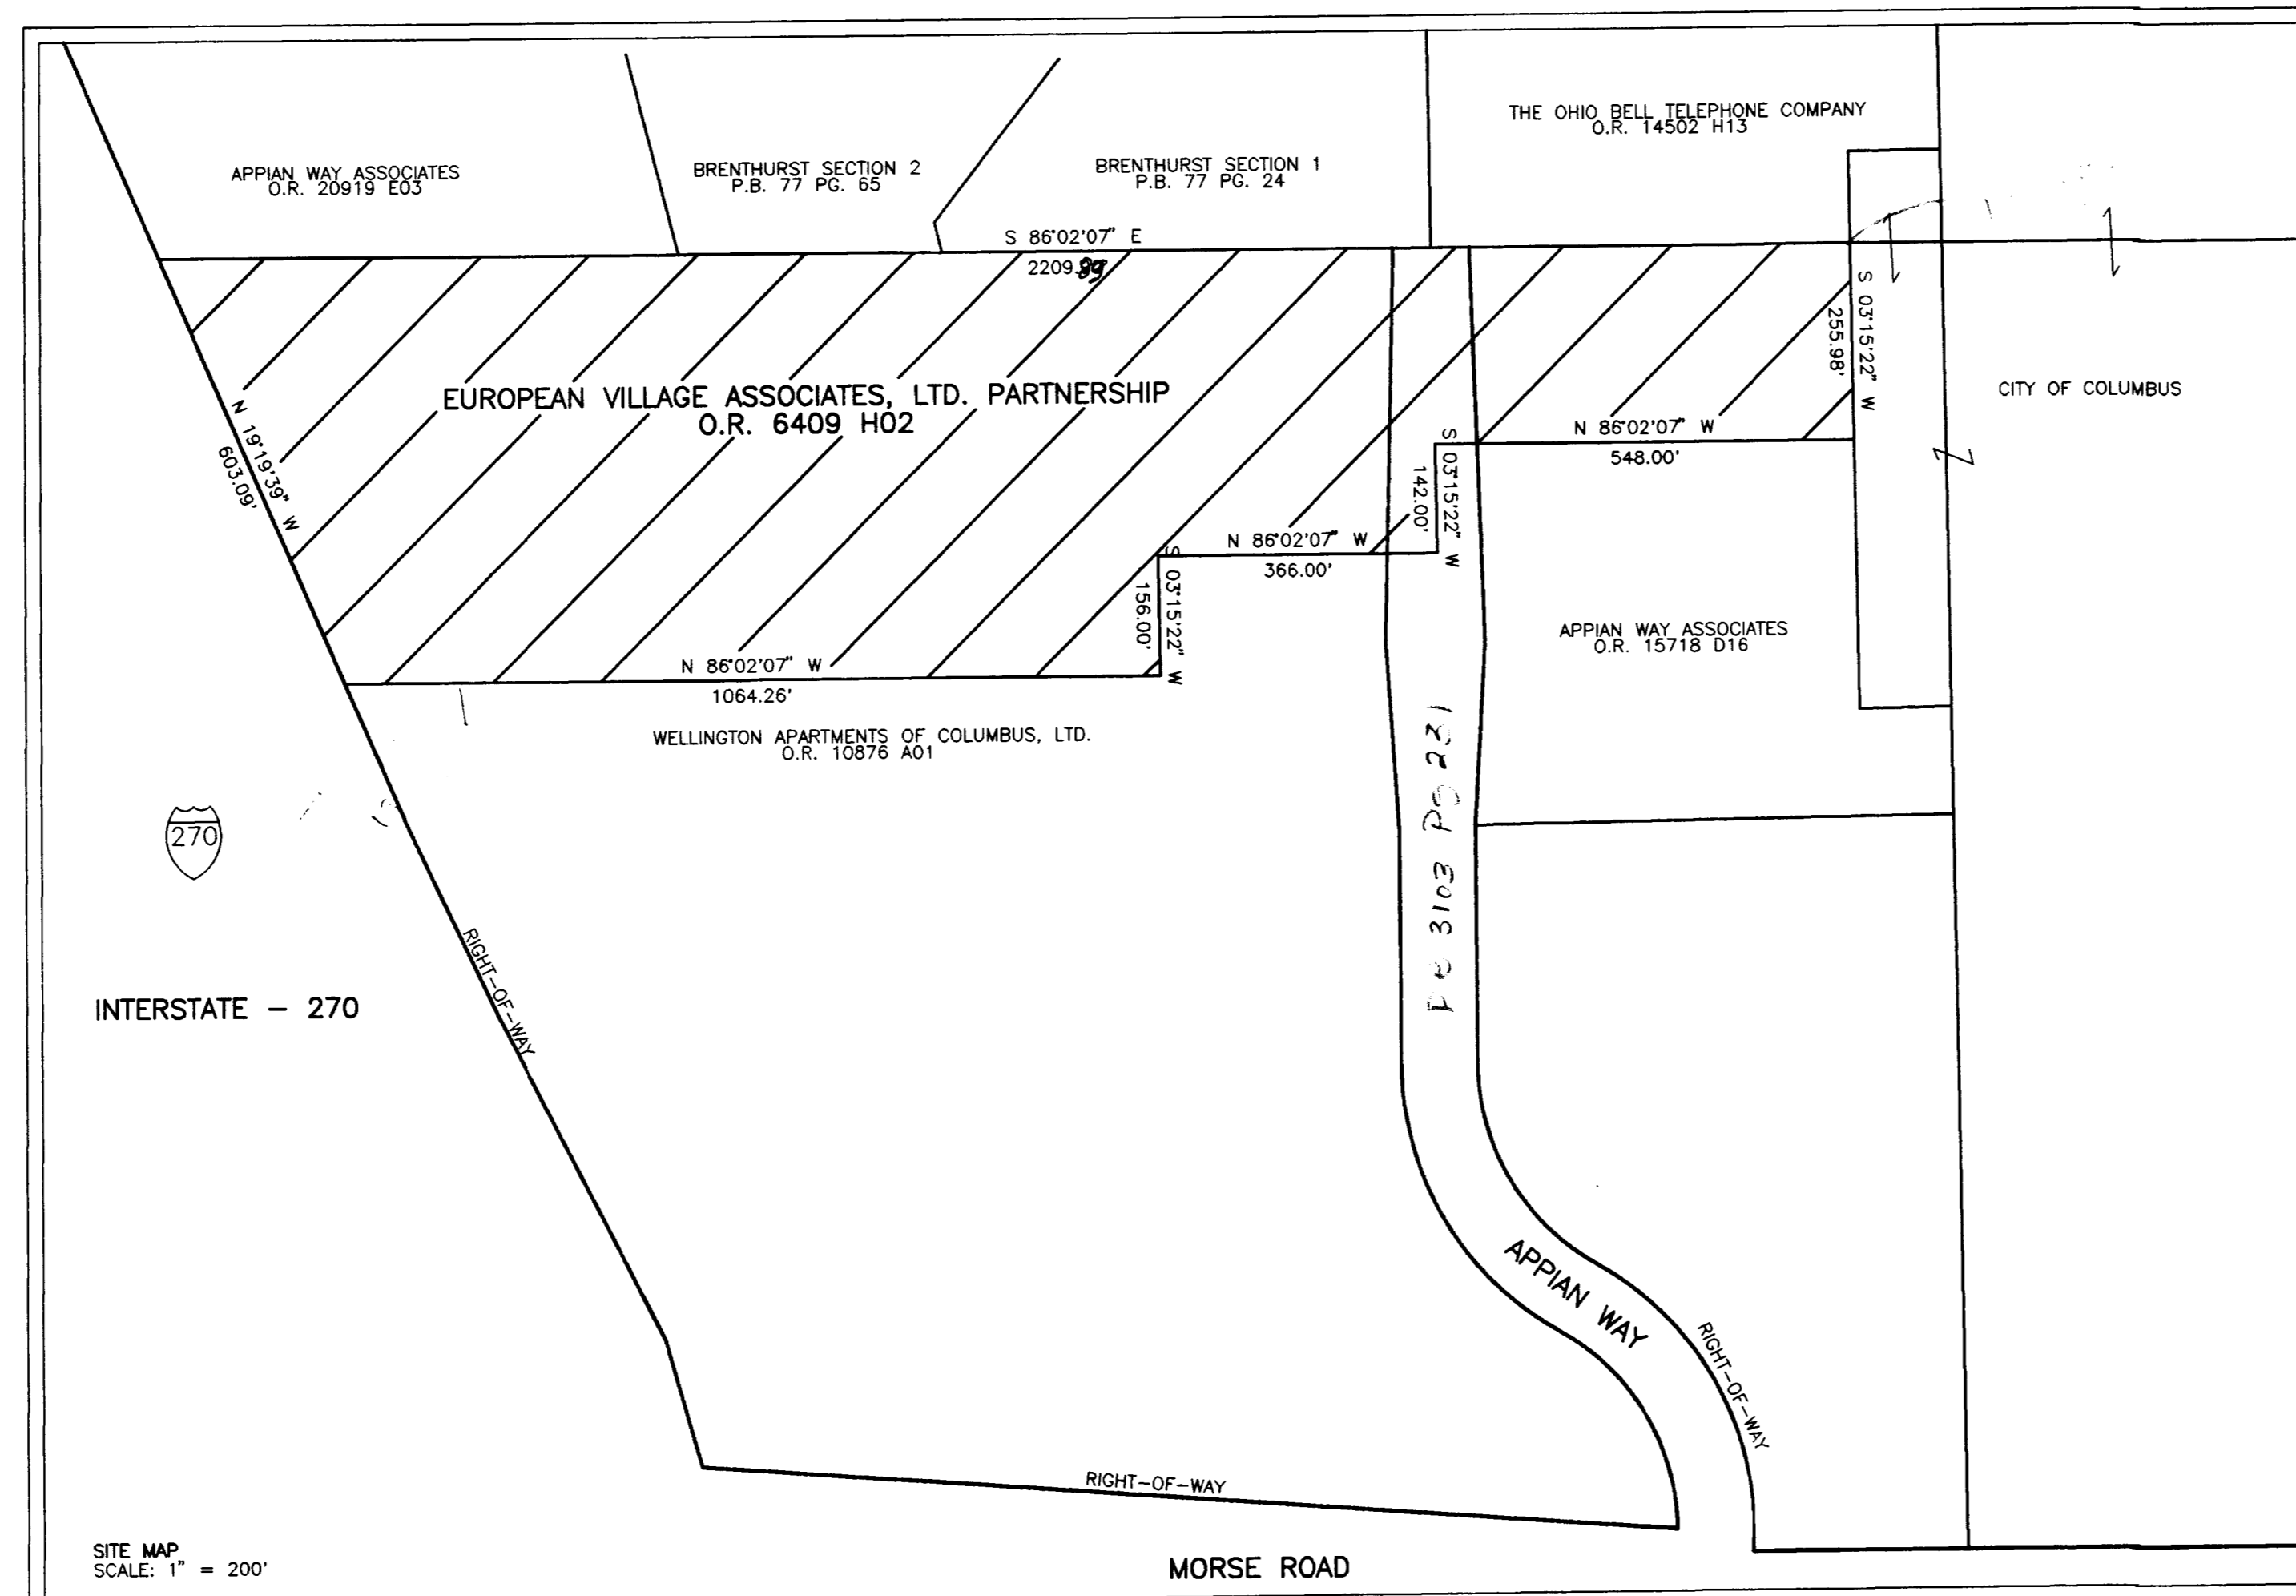 THE OHIO BELL TELEPHONE COMPANY
O.R. 14502 H13
APPIAN WAY ASSOCIATES
O.R. 20919 E03
BRENTHURST SECTION 2
P.B. 77 PG. 65
BRENTHURST SECTION 1
P.B. 77 PG. 24
S 86°02'07" E
2209.89
S 03°15'22" W
255.98'
CITY OF COLUMBUS
EUROPEAN VILLAGE ASSOCIATES, LTD. PARTNERSHIP
O.R. 6409 H02
N 19°19'39" W
603.09'
N 86°02'07" W
548.00'
S 03°15'22" W
142.00'
N 86°02'07" W
366.00'
S 03°15'22" W
156.00'
N 86°02'07" W
1064.26'
APPIAN WAY ASSOCIATES
O.R. 15718 D16
WELLINGTON APARTMENTS OF COLUMBUS, LTD.
O.R. 10876 A01
3103 PG 231
270
INTERSTATE - 270
RIGHT-OF-WAY
APPIAN WAY
RIGHT-OF-WAY
RIGHT-OF-WAY
SITE MAP
SCALE: 1" = 200'
MORSE ROAD